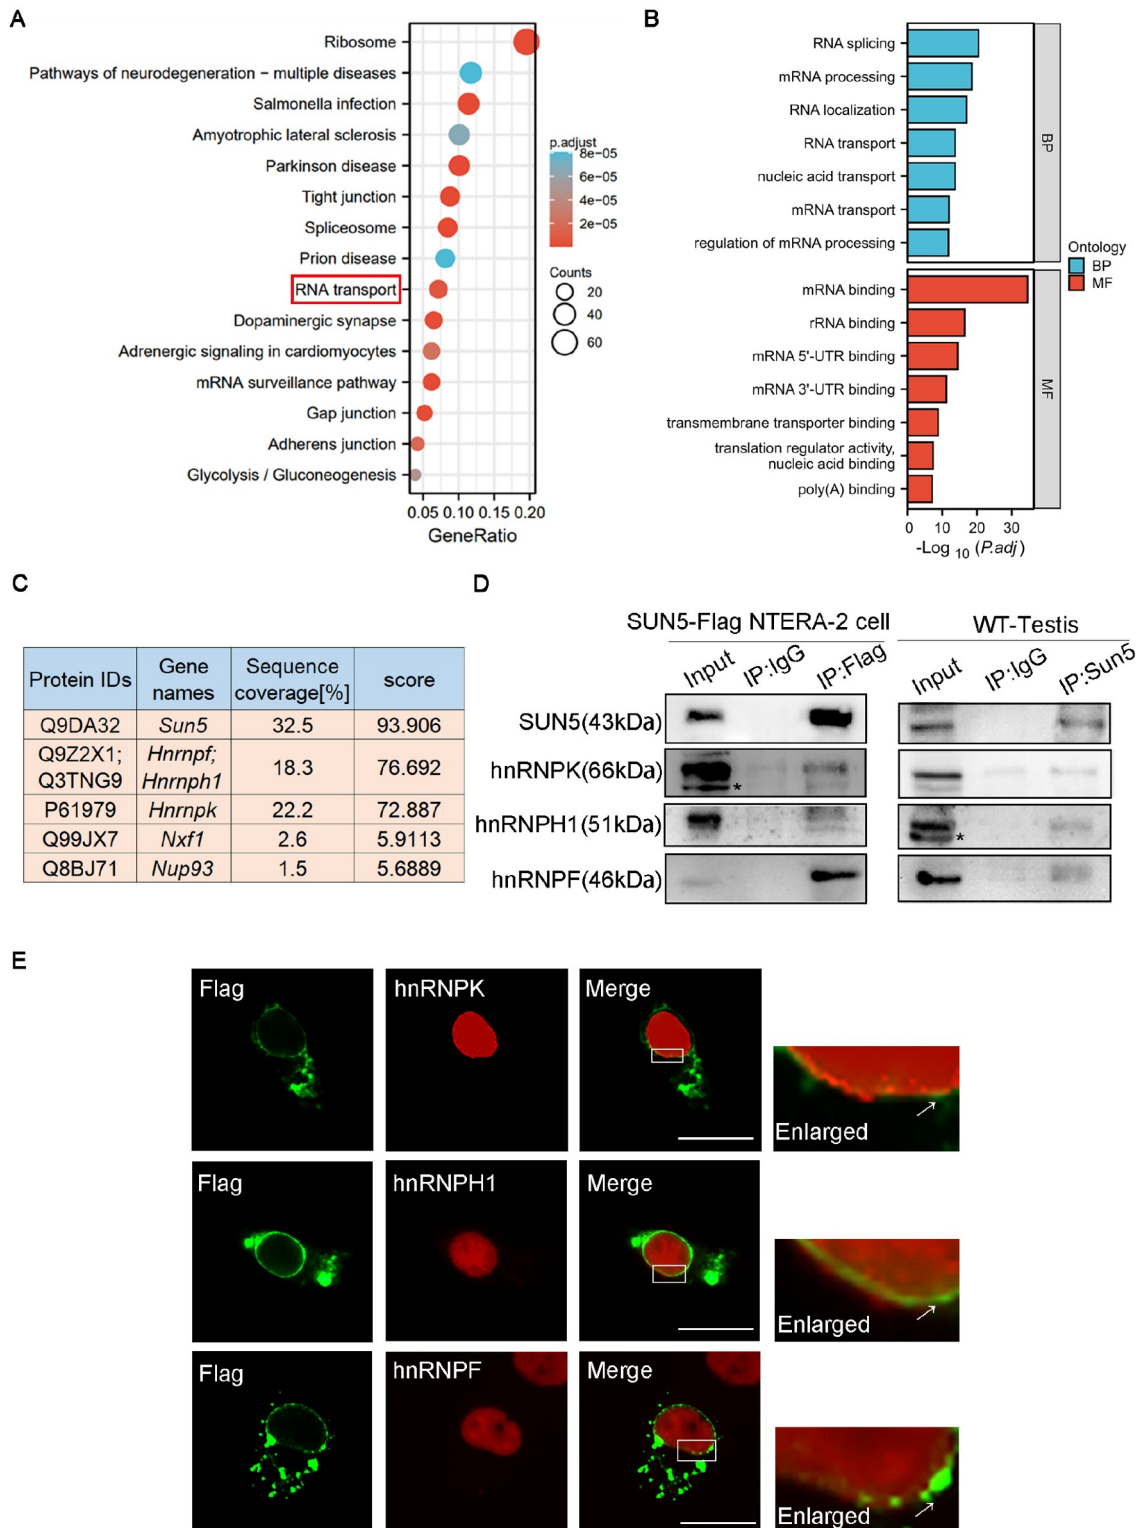 A
Ribosome
Pathways of neurodegeneration − multiple diseases
Salmonella infection
Amyotrophic lateral sclerosis
Parkinson disease
Tight junction
Spliceosome
Prion disease
RNA transport
Dopaminergic synapse
Adrenergic signaling in cardiomyocytes
mRNA surveillance pathway
Gap junction
Adherens junction
Glycolysis / Gluconeogenesis
0.05 0.10 0.15 0.20
GeneRatio
p.adjust
8e−05
6e−05
4e−05
2e−05
Counts
20
40
60
B
RNA splicing
mRNA processing
RNA localization
RNA transport
nucleic acid transport
mRNA transport
regulation of mRNA processing
BP
mRNA binding
rRNA binding
mRNA 5'-UTR binding
mRNA 3'-UTR binding
transmembrane transporter binding
translation regulator activity,
nucleic acid binding
poly(A) binding
MF
0 10 20 30
-Log 10 (P.adj)
Ontology
BP
MF
C
Protein IDs Gene names Sequence coverage[%] score
Q9DA32 Sun5 32.5 93.906
Q9Z2X1; Q3TNG9 Hnrnpf; Hnrnph1 18.3 76.692
P61979 Hnrnpk 22.2 72.887
Q99JX7 Nxf1 2.6 5.9113
Q8BJ71 Nup93 1.5 5.6889
D
SUN5-Flag NTERA-2 cell
WT-Testis
Input IP:IgG IP:Flag
Input IP:IgG IP:Sun5
SUN5(43kDa)
hnRNPK(66kDa)
*
hnRNPH1(51kDa)
*
hnRNPF(46kDa)
E
Flag hnRNPK Merge
Enlarged
Flag hnRNPH1 Merge
Enlarged
Flag hnRNPF Merge
Enlarged